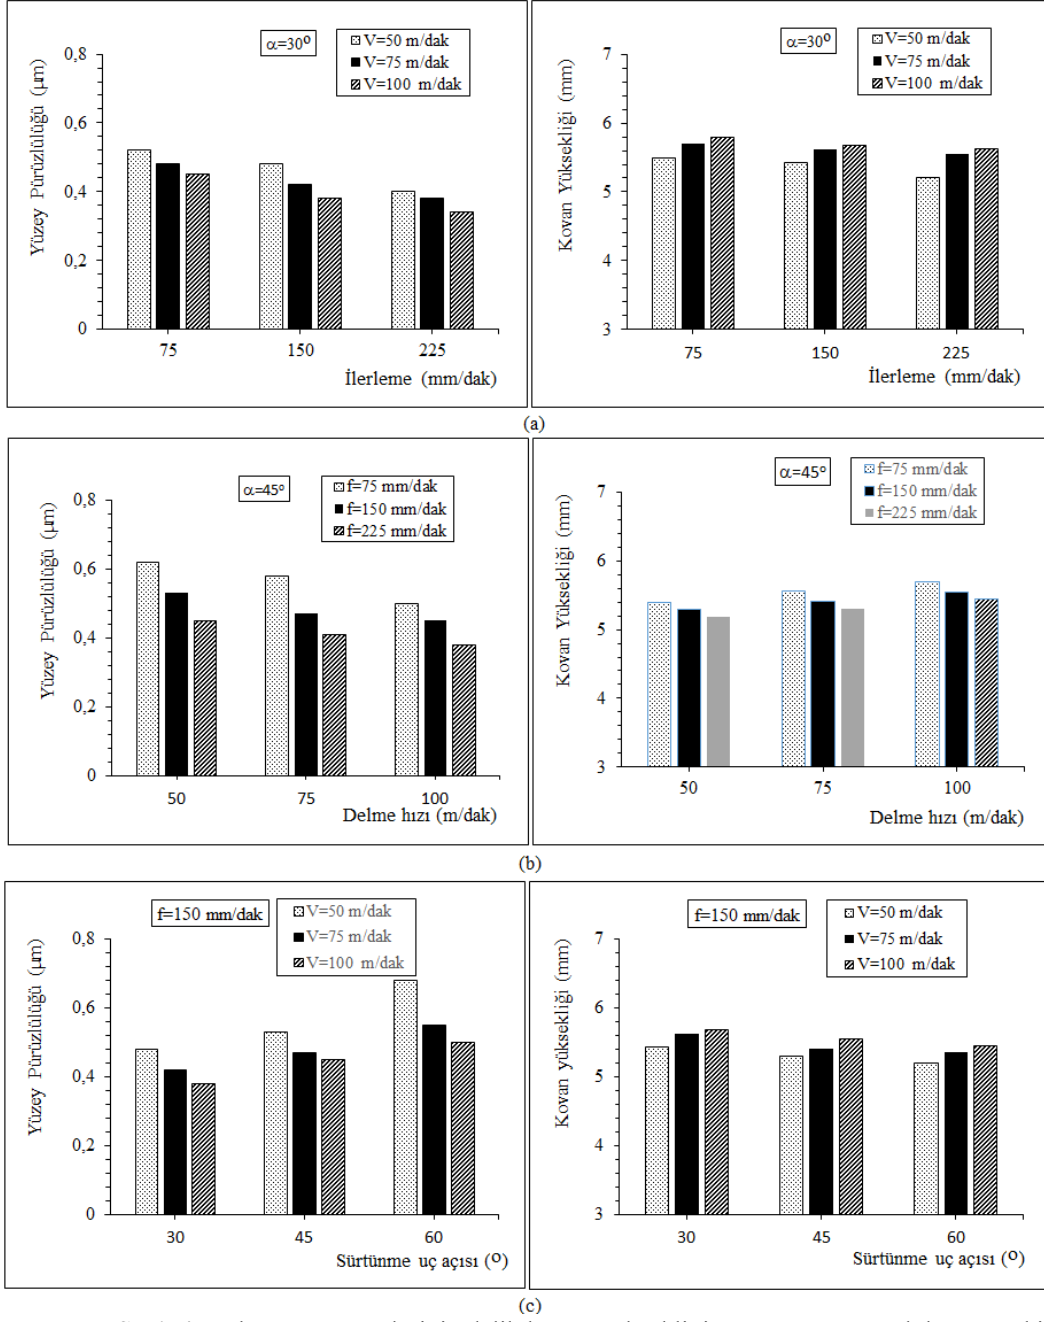 α=30°
V=50 m/dak
V=75 m/dak
V=100 m/dak
Yüzey Pürüzlülüğü (µm)
0,8
0,6
0,4
0,2
0
75 150 225
İlerleme (mm/dak)
α=30°
V=50 m/dak
V=75 m/dak
V=100 m/dak
Kovan Yüksekliği (mm)
7
6
5
4
3
75 150 225
İlerleme (mm/dak)
(a)
α=45°
f=75 mm/dak
f=150 mm/dak
f=225 mm/dak
Yüzey Pürüzlülüğü (µm)
0,8
0,6
0,4
0,2
0
50 75 100
Delme hızı (m/dak)
α=45°
f=75 mm/dak
f=150 mm/dak
f=225 mm/dak
Kovan Yüksekliği (mm)
7
6
5
4
3
50 75 100
Delme hızı (m/dak)
(b)
f=150 mm/dak
V=50 m/dak
V=75 m/dak
V=100 m/dak
Yüzey Pürüzlülüğü (µm)
0,8
0,6
0,4
0,2
0
30 45 60
Sürtünme uç açısı (°)
f=150 mm/dak
V=50 m/dak
V=75 m/dak
V=100 m/dak
Kovan yüksekliği (mm)
7
6
5
4
3
30 45 60
Sürtünme uç açısı (°)
(c)